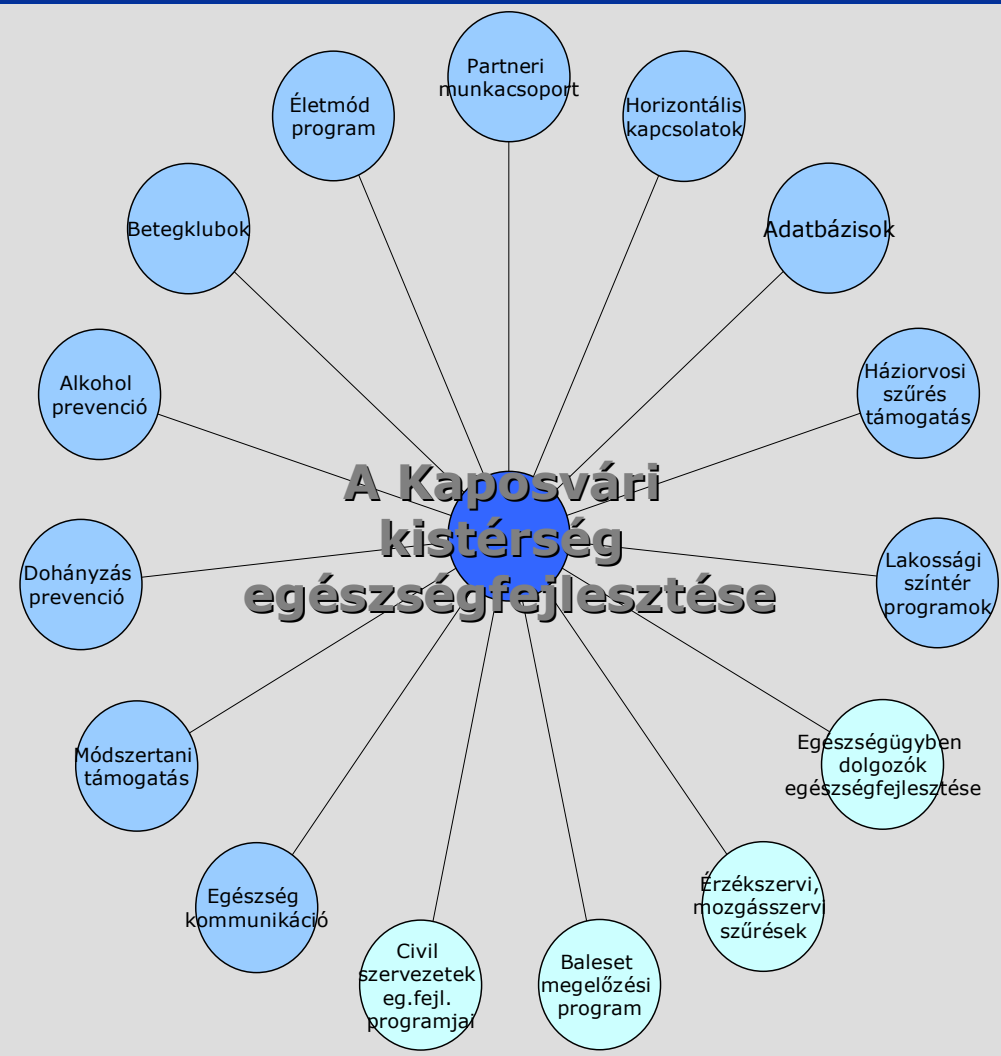 Partneri
munkacsoport
Horizontális
kapcsolatok
Adatbázisok
Háziorvosi
szűrés
támogatás
Lakossági
színtér
programok
Egészségügyben
dolgozók
egészségfejlesztése
Érzékszervi,
mozgásszervi
szűrések
Baleset
megelőzési
program
Civil
szervezetek
eg.fejl.
programjai
Egészség
kommunikáció
Módszertani
támogatás
Dohányzás
prevenció
Alkohol
prevenció
Betegklubok
Életmód
program
A Kaposvári
kistérség
egészségfejlesztése